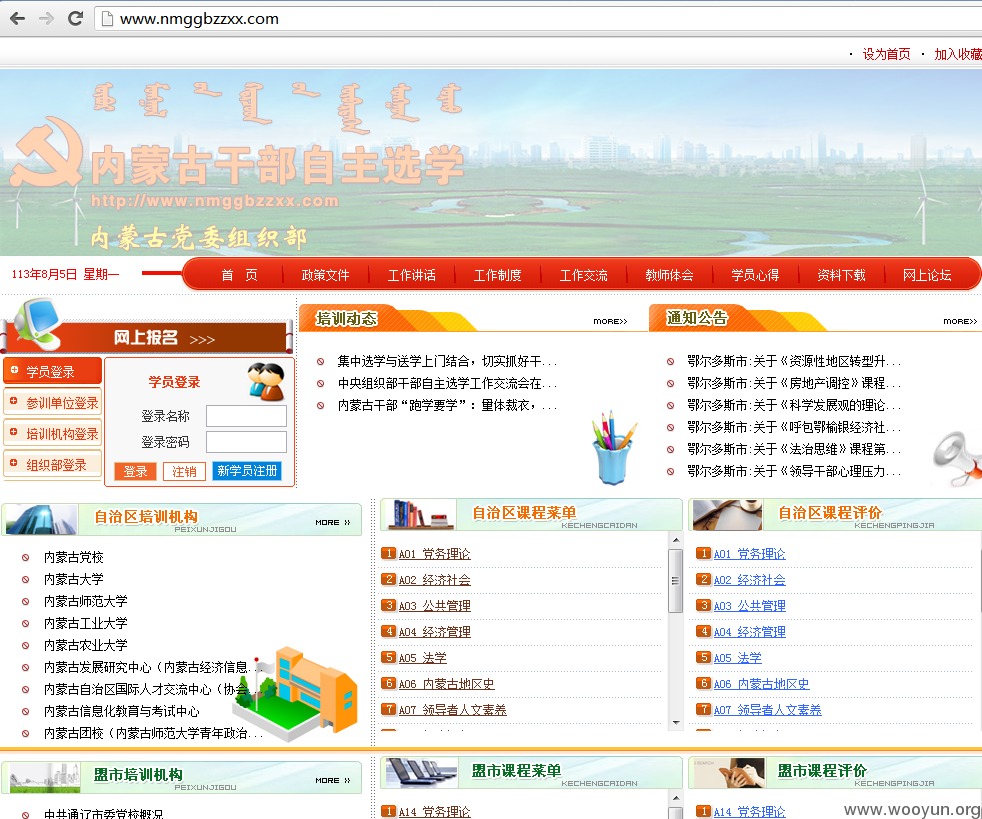 www.nmggbzzxx.com
· 设为首页 · 加入收藏
内蒙古干部自主选学
http://www.nmggbzzxx.com
内蒙古党委组织部
113年8月5日 星期一
首 页 政策文件 工作讲话 工作制度 工作交流 教师体会 学员心得 资料下载 网上论坛
网上报名 >>>
学员登录
参训单位登录
培训机构登录
组织部登录
学员登录
登录名称
登录密码
登录 注销 新学员注册
培训动态 MORE>>
集中选学与送学上门结合，切实抓好干...
中央组织部干部自主选学工作交流会在...
内蒙古干部“跑学要学”：量体裁衣，...
通知公告 MORE>>
鄂尔多斯市:关于《资源性地区转型升...
鄂尔多斯市:关于《房地产调控》课程...
鄂尔多斯市:关于《科学发展观的理论...
鄂尔多斯市:关于《呼包鄂榆银经济社...
鄂尔多斯市:关于《法治思维》课程第...
鄂尔多斯市:关于《领导干部心理压力...
自治区培训机构 MORE >>
PEIXUNJIGOU
内蒙古党校
内蒙古大学
内蒙古师范大学
内蒙古工业大学
内蒙古农业大学
内蒙古发展研究中心（内蒙古经济信息...
内蒙古自治区国际人才交流中心（协会...
内蒙古信息化教育与考试中心
内蒙古团校（内蒙古师范大学青年政治...
自治区课程菜单
KECHENGCAIDAN
1 A01 党务理论
2 A02 经济社会
3 A03 公共管理
4 A04 经济管理
5 A05 法学
6 A06 内蒙古地区史
7 A07 领导者人文素养
自治区课程评价
KECHENGPINGJIA
1 A01 党务理论
2 A02 经济社会
3 A03 公共管理
4 A04 经济管理
5 A05 法学
6 A06 内蒙古地区史
7 A07 领导者人文素养
盟市培训机构 MORE >>
PEIXUNJIGOU
中共通辽市委党校概况
盟市课程菜单
KECHENGCAIDAN
1 A14 党务理论
盟市课程评价
KECHENGPINGJIA
1 A14 党务理论
www.wooyun.org